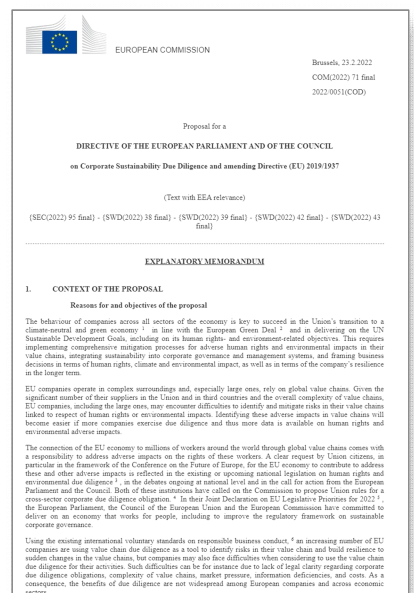 EUROPEAN COMMISSION
Brussels, 23.2.2022
COM(2022) 71 final
2022/0051(COD)
Proposal for a
DIRECTIVE OF THE EUROPEAN PARLIAMENT AND OF THE COUNCIL
on Corporate Sustainability Due Diligence and amending Directive (EU) 2019/1937
(Text with EEA relevance)
{SEC(2022) 95 final} - {SWD(2022) 38 final} - {SWD(2022) 39 final} - {SWD(2022) 42 final} - {SWD(2022) 43
final}
EXPLANATORY MEMORANDUM
1. CONTEXT OF THE PROPOSAL
Reasons for and objectives of the proposal
The behaviour of companies across all sectors of the economy is key to succeed in the Union's transition to a
climate-neutral and green economy 1 in line with the European Green Deal 2 and in delivering on the UN
Sustainable Development Goals, including on its human rights- and environment-related objectives. This requires
implementing comprehensive mitigation processes for adverse human rights and environmental impacts in their
value chains, integrating sustainability into corporate governance and management systems, and framing business
decisions in terms of human rights, climate and environmental impact, as well as in terms of the company's resilience
in the longer term.
EU companies operate in complex surroundings and, especially large ones, rely on global value chains. Given the
significant number of their suppliers in the Union and in third countries and the overall complexity of value chains,
EU companies, including the large ones, may encounter difficulties to identify and mitigate risks in their value chains
linked to respect of human rights or environmental impacts. Identifying these adverse impacts in value chains will
become easier if more companies exercise due diligence and thus more data is available on human rights and
environmental adverse impacts.
The connection of the EU economy to millions of workers around the world through global value chains comes with
a responsibility to address adverse impacts on the rights of these workers. A clear request by Union citizens, in
particular in the framework of the Conference on the Future of Europe, for the EU economy to contribute to address
these and other adverse impacts is reflected in the existing or upcoming national legislation on human rights and
environmental due diligence 3 , in the debates ongoing at national level and in the call for action from the European
Parliament and the Council. Both of these institutions have called on the Commission to propose Union rules for a
cross-sector corporate due diligence obligation. 4 In their Joint Declaration on EU Legislative Priorities for 2022 5 ,
the European Parliament, the Council of the European Union and the European Commission have committed to
deliver on an economy that works for people, including to improve the regulatory framework on sustainable
corporate governance.
Using the existing international voluntary standards on responsible business conduct, 6 an increasing number of EU
companies are using value chain due diligence as a tool to identify risks in their value chain and build resilience to
sudden changes in the value chains, but companies may also face difficulties when considering to use the value chain
due diligence for their activities. Such difficulties can be for instance due to lack of legal clarity regarding corporate
due diligence obligations, complexity of value chains, market pressure, information deficiencies, and costs. As a
consequence, the benefits of due diligence are not widespread among European companies and across economic
sectors.